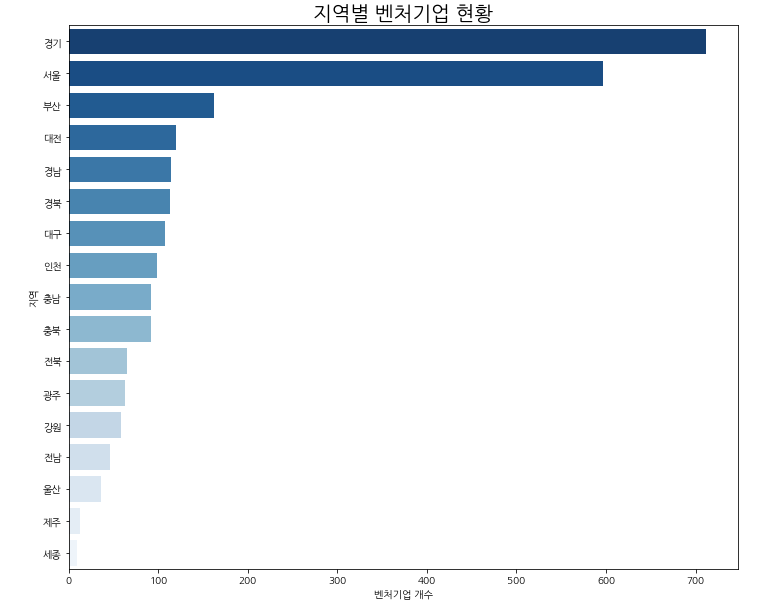 지역별 벤처기업 현황
경기
서울
부산
대전
경남
경북
대구
인천
충남
충북
전북
광주
강원
전남
울산
제주
세종
지역
0 100 200 300 400 500 600 700
벤처기업 개수